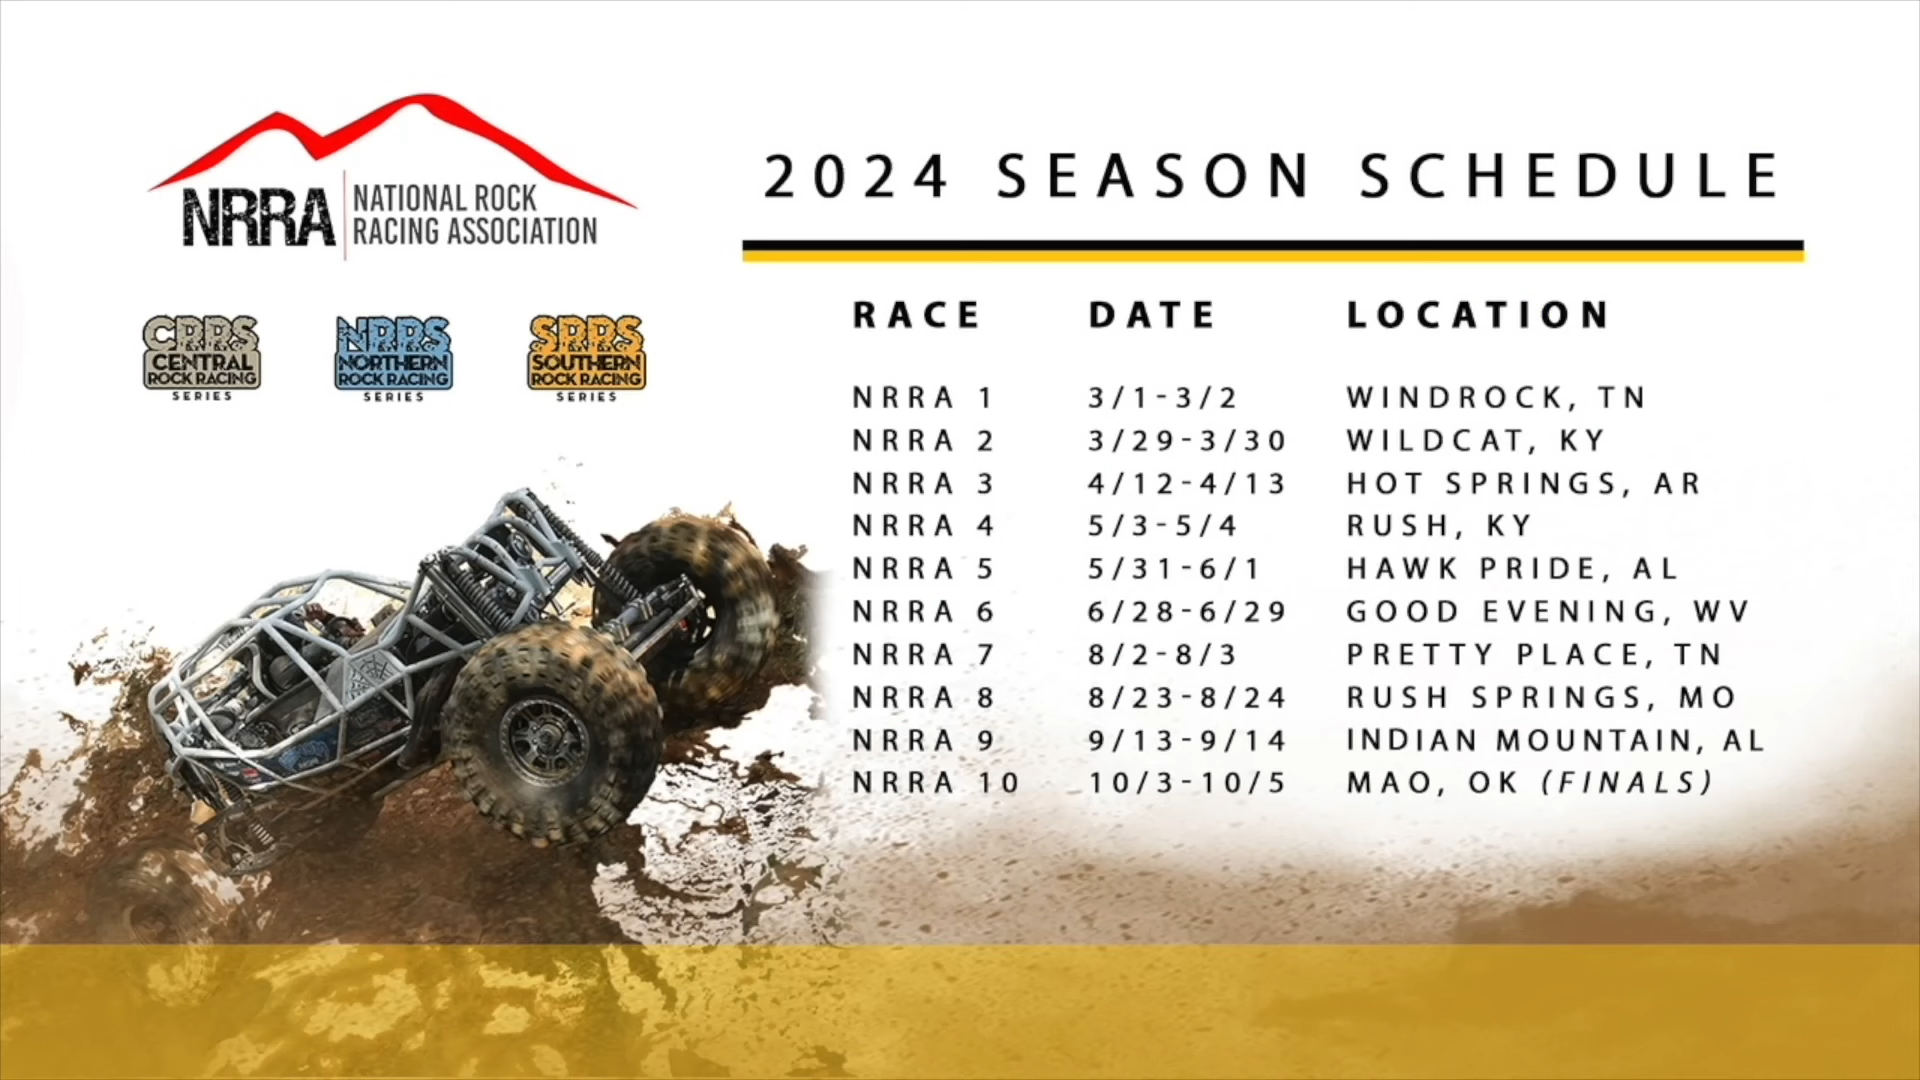 NRRA
NATIONAL ROCK
RACING ASSOCIATION
CRRS
CENTRAL
ROCK RACING
SERIES
NRRS
NORTHERN
ROCK RACING
SERIES
SRRS
SOUTHERN
ROCK RACING
SERIES
2024 SEASON SCHEDULE
RACE DATE LOCATION
NRRA 1 3/1-3/2 WINDROCK, TN
NRRA 2 3/29-3/30 WILDCAT, KY
NRRA 3 4/12-4/13 HOT SPRINGS, AR
NRRA 4 5/3-5/4 RUSH, KY
NRRA 5 5/31-6/1 HAWK PRIDE, AL
NRRA 6 6/28-6/29 GOOD EVENING, WV
NRRA 7 8/2-8/3 PRETTY PLACE, TN
NRRA 8 8/23-8/24 RUSH SPRINGS, MO
NRRA 9 9/13-9/14 INDIAN MOUNTAIN, AL
NRRA 10 10/3-10/5 MAO, OK (FINALS)